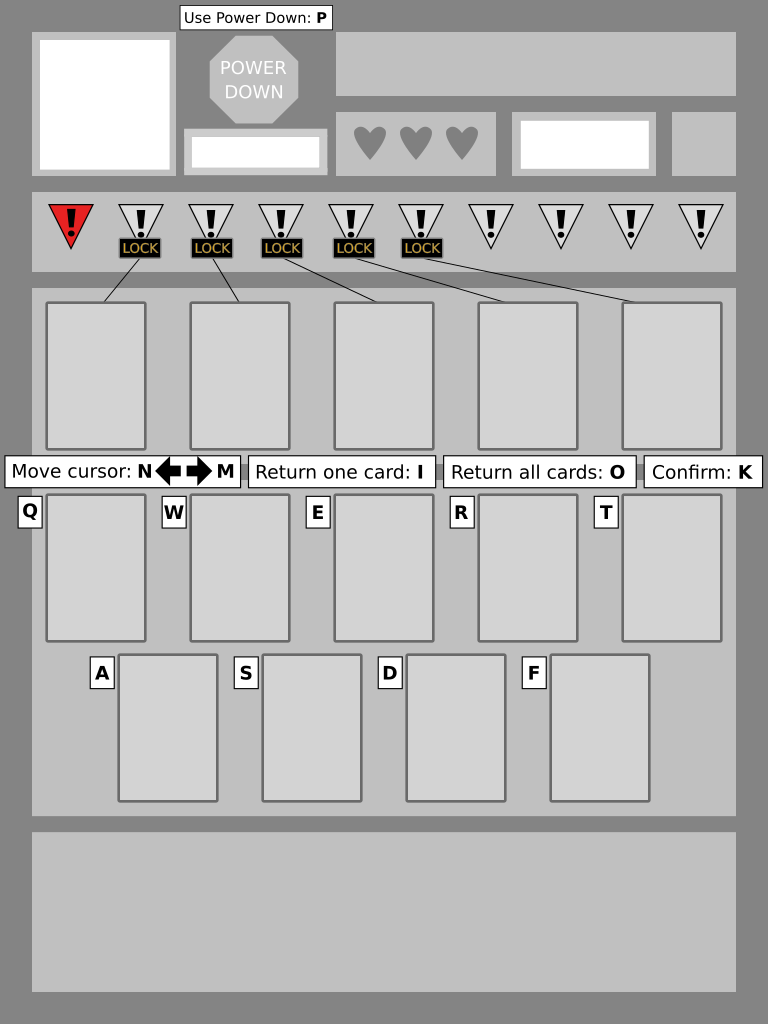 Use Power Down: P
POWER
DOWN
! ! ! ! ! ! ! ! ! !
LOCK LOCK LOCK LOCK LOCK
Move cursor: N M Return one card: I Return all cards: O Confirm: K
Q W E R T
A S D F